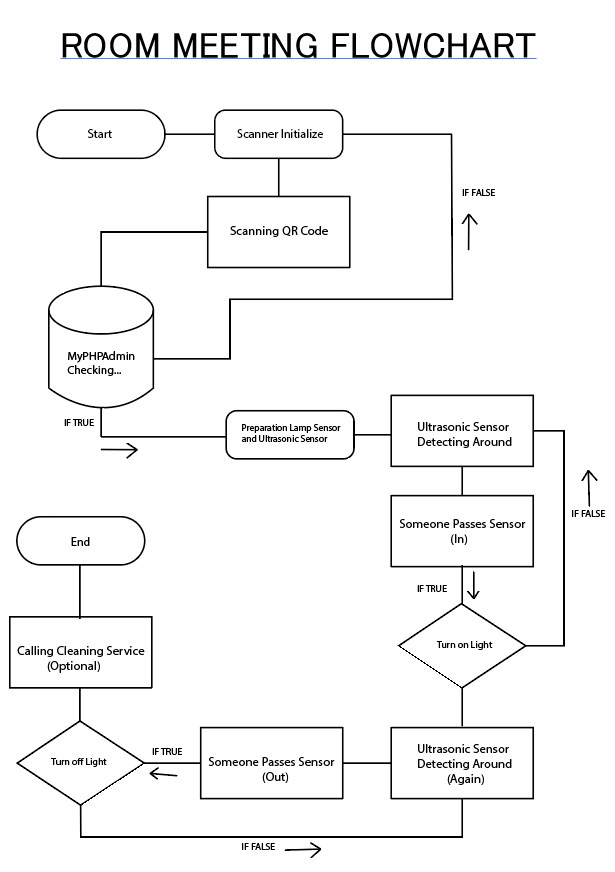 ROOM MEETING FLOWCHART
Start
Scanner Initialize
IF FALSE
Scanning QR Code
MyPHPAdmin
Checking...
IF TRUE
Preparation Lamp Sensor
and Ultrasonic Sensor
Ultrasonic Sensor
Detecting Around
IF FALSE
Someone Passes Sensor
(In)
IF TRUE
Turn on Light
End
Calling Cleaning Service
(Optional)
Turn off Light
IF TRUE
Someone Passes Sensor
(Out)
Ultrasonic Sensor
Detecting Around
(Again)
IF FALSE